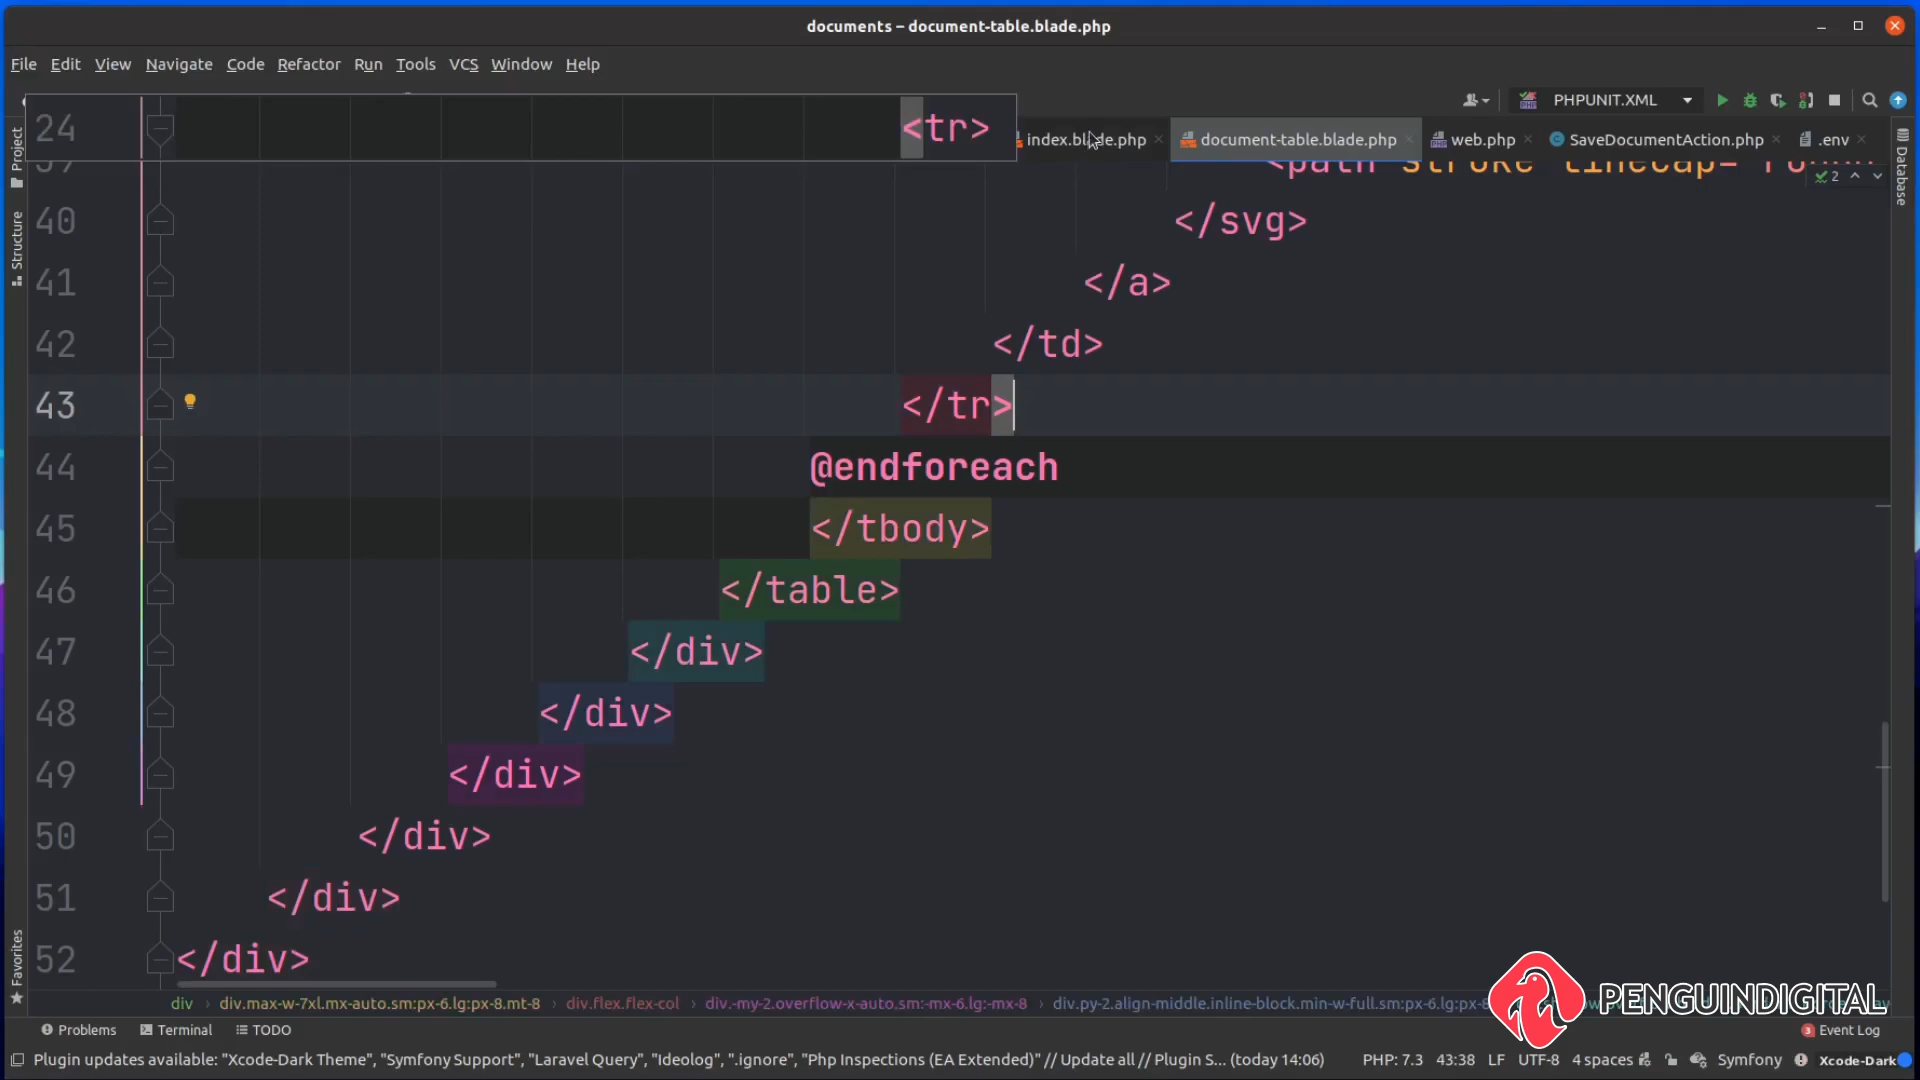 documents – document-table.blade.php
File Edit View Navigate Code Refactor Run Tools VCS Window Help
PHPUNIT.XML
24 <tr>
index.blade.php document-table.blade.php web.php SaveDocumentAction.php .env
Project
Structure
Favorites
Database
39 <path stroke-linecap="round
2
40 </svg>
41 </a>
42 </td>
43 </tr>
44 @endforeach
45 </tbody>
46 </table>
47 </div>
48 </div>
49 </div>
50 </div>
51 </div>
52 </div>
div › div.max-w-7xl.mx-auto.sm:px-6.lg:px-8.mt-8 › div.flex.flex-col › div.-my-2.overflow-x-auto.sm:-mx-6.lg:-mx-8 › div.py-2.align-middle.inline-block.min-w-full.sm:px-6.lg:px-8
PENGUINDIGITAL
Problems Terminal TODO
3 Event Log
Plugin updates available: "Xcode-Dark Theme", "Symfony Support", "Laravel Query", "Ideolog", ".ignore", "Php Inspections (EA Extended)" // Update all // Plugin S... (today 14:06) PHP: 7.3 43:38 LF UTF-8 4 spaces Symfony Xcode-Dark